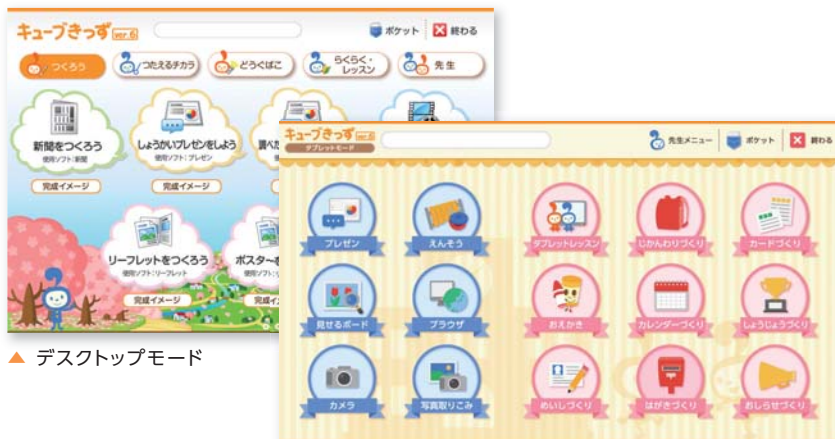 キューブきっず ver.6
ポケット
終わる
つくろう
つたえるチカラ
どうぐばこ
らくらく・
レッスン
先生
新聞をつくろう
使用ソフト:新聞
完成イメージ
しょうかいプレゼンをしよう
使用ソフト:プレゼン
完成イメージ
調べた
リーフレットをつくろう
使用ソフト:リーフレット
完成イメージ
ポスターを
▲ デスクトップモード
キューブきっず ver.6
タブレットモード
先生メニュー
ポケット
終わる
プレゼン
えんそう
タブレットレッスン
じかんわりづくり
カードづくり
見せるボード
ブラウザ
おえかき
カレンダーづくり
しょうじょうづくり
カメラ
写真取りこみ
めいしづくり
はがきづくり
おしらせづくり